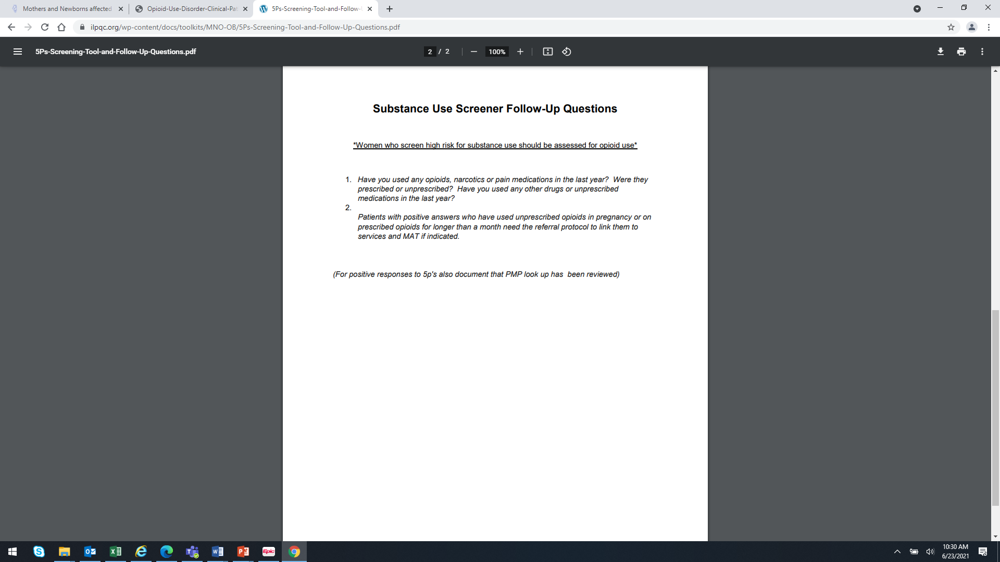 Mothers and Newborns affected
Opioid-Use-Disorder-Clinical-Pat
5Ps-Screening-Tool-and-Follow-U
ilpqc.org/wp-content/docs/toolkits/MNO-OB/5Ps-Screening-Tool-and-Follow-Up-Questions.pdf
5Ps-Screening-Tool-and-Follow-Up-Questions.pdf
2 / 2
100%
Substance Use Screener Follow-Up Questions
*Women who screen high risk for substance use should be assessed for opioid use*
1. Have you used any opioids, narcotics or pain medications in the last year?  Were they
prescribed or unprescribed?  Have you used any other drugs or unprescribed
medications in the last year?
2.
Patients with positive answers who have used unprescribed opioids in pregnancy or on
prescribed opioids for longer than a month need the referral protocol to link them to
services and MAT if indicated.
(For positive responses to 5p's also document that PMP look up has  been reviewed)
Epic
10:30 AM
6/23/2021